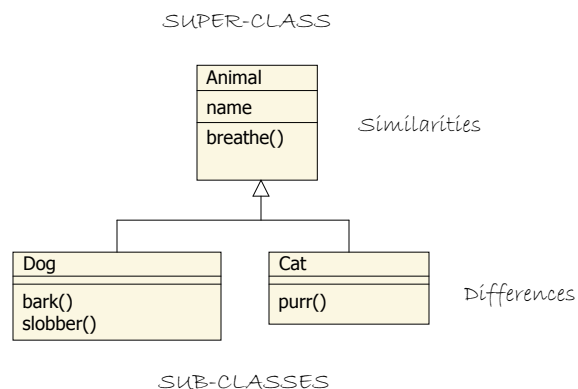 SUPER-CLASS
Animal
name
breathe()
Similarities
Dog
bark()
slobber()
Cat
purr()
Differences
SUB-CLASSES